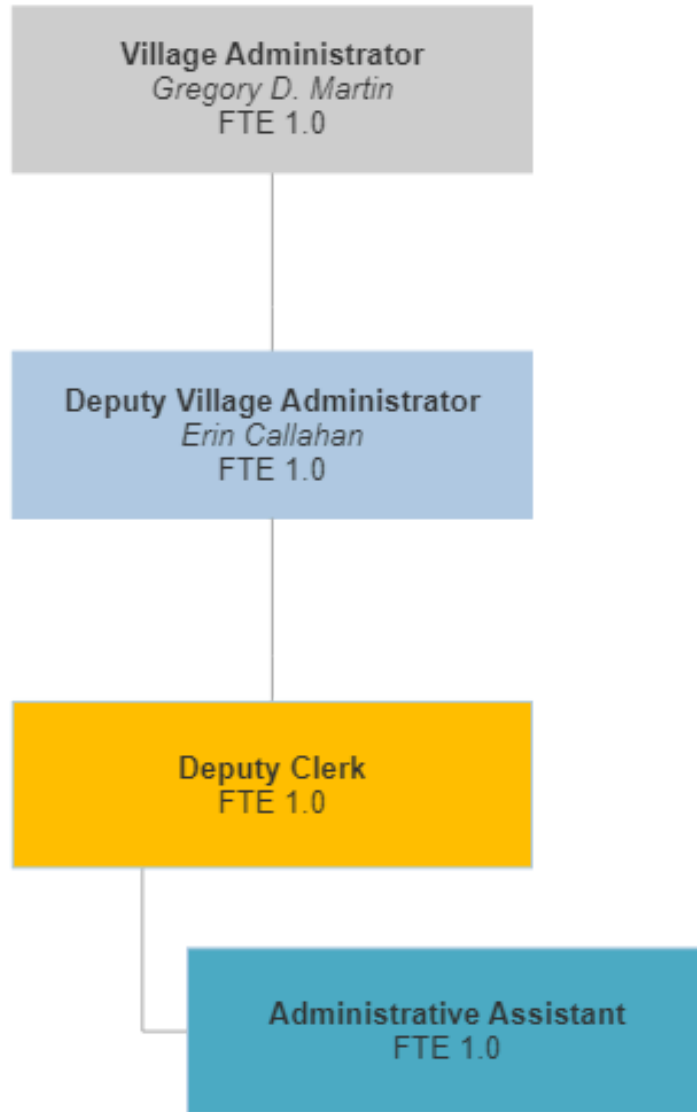 Village Administrator
Gregory D. Martin
FTE 1.0
Deputy Village Administrator
Erin Callahan
FTE 1.0
Deputy Clerk
FTE 1.0
Administrative Assistant
FTE 1.0